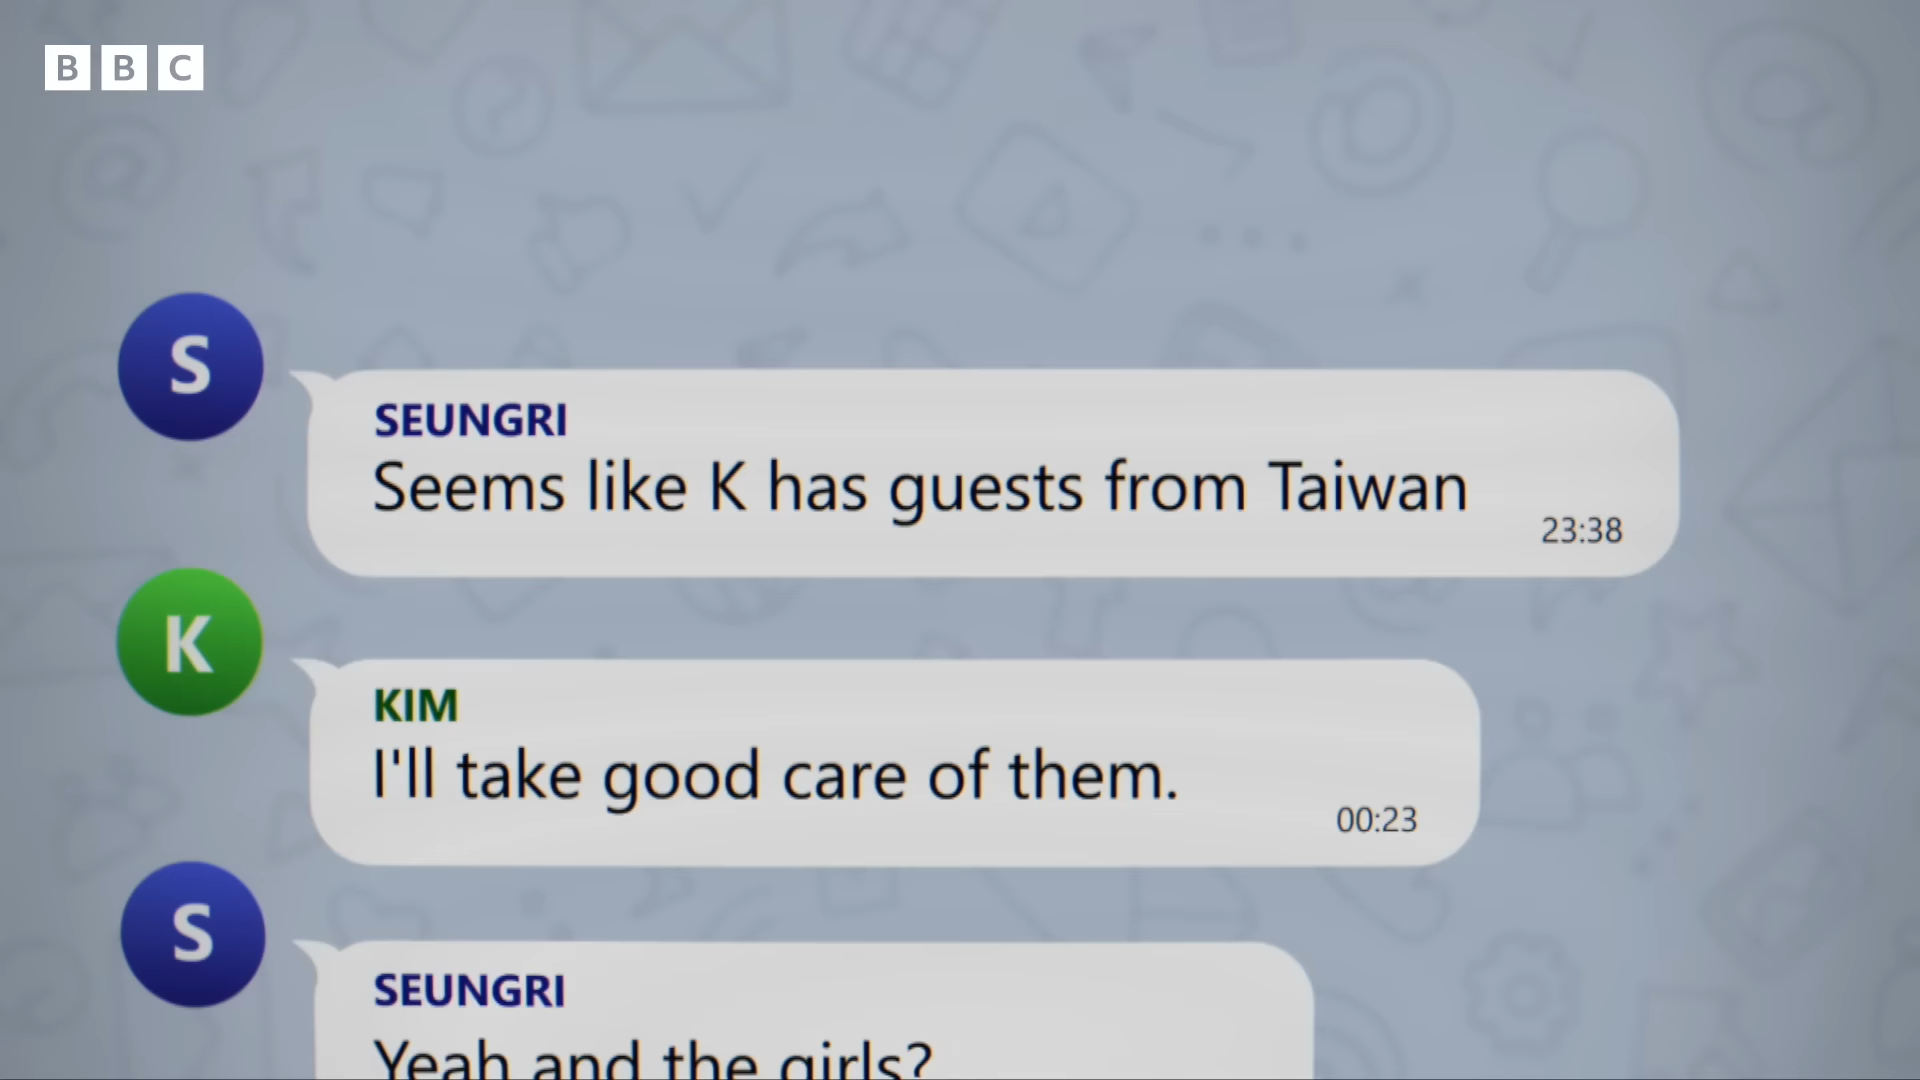 BBC
S
SEUNGRI
Seems like K has guests from Taiwan
23:38
K
KIM
I'll take good care of them.
00:23
S
SEUNGRI
Yeah and the girls?